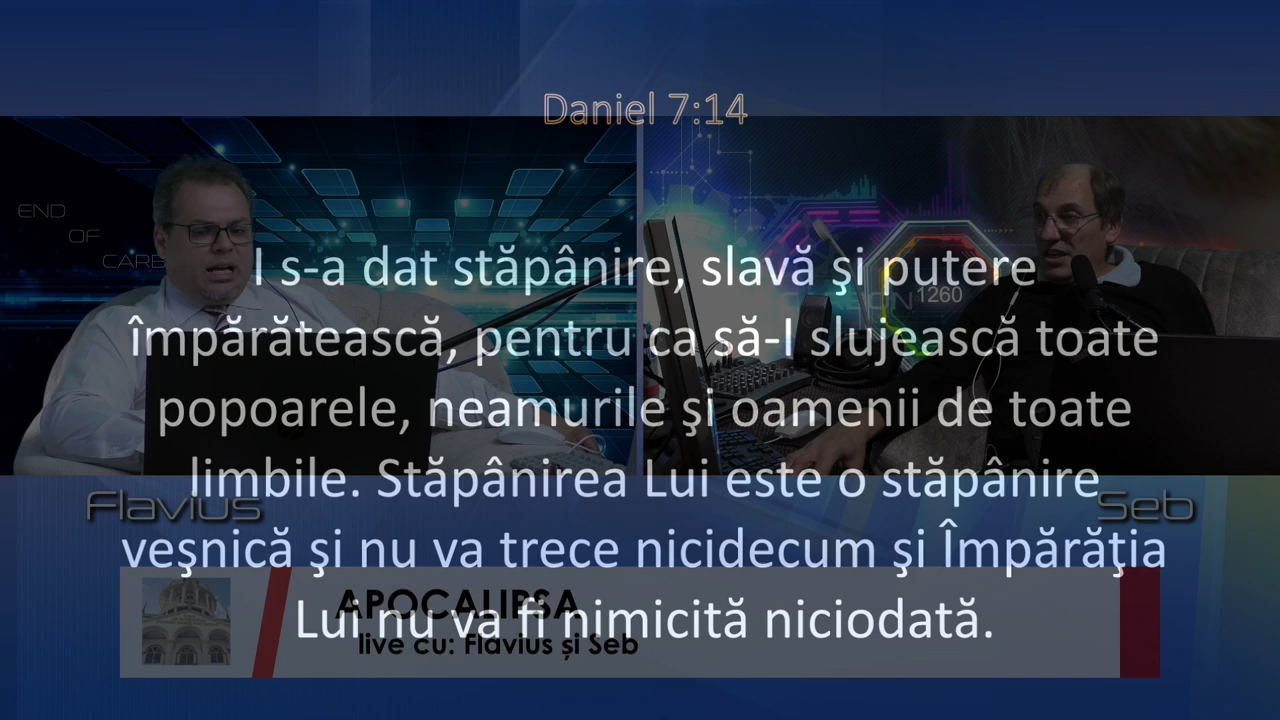 Daniel 7:14
END
OF
I s-a dat stăpânire, slavă şi putere
1260
împărătească, pentru ca să-I slujească toate
popoarele, neamurile şi oamenii de toate
limbile. Stăpânirea Lui este o stăpânire
Flavius
Seb
veşnică şi nu va trece nicidecum şi Împărăţia
APOCALIPSA
Lui nu va fi nimicită niciodată.
live cu: Flavius și Seb